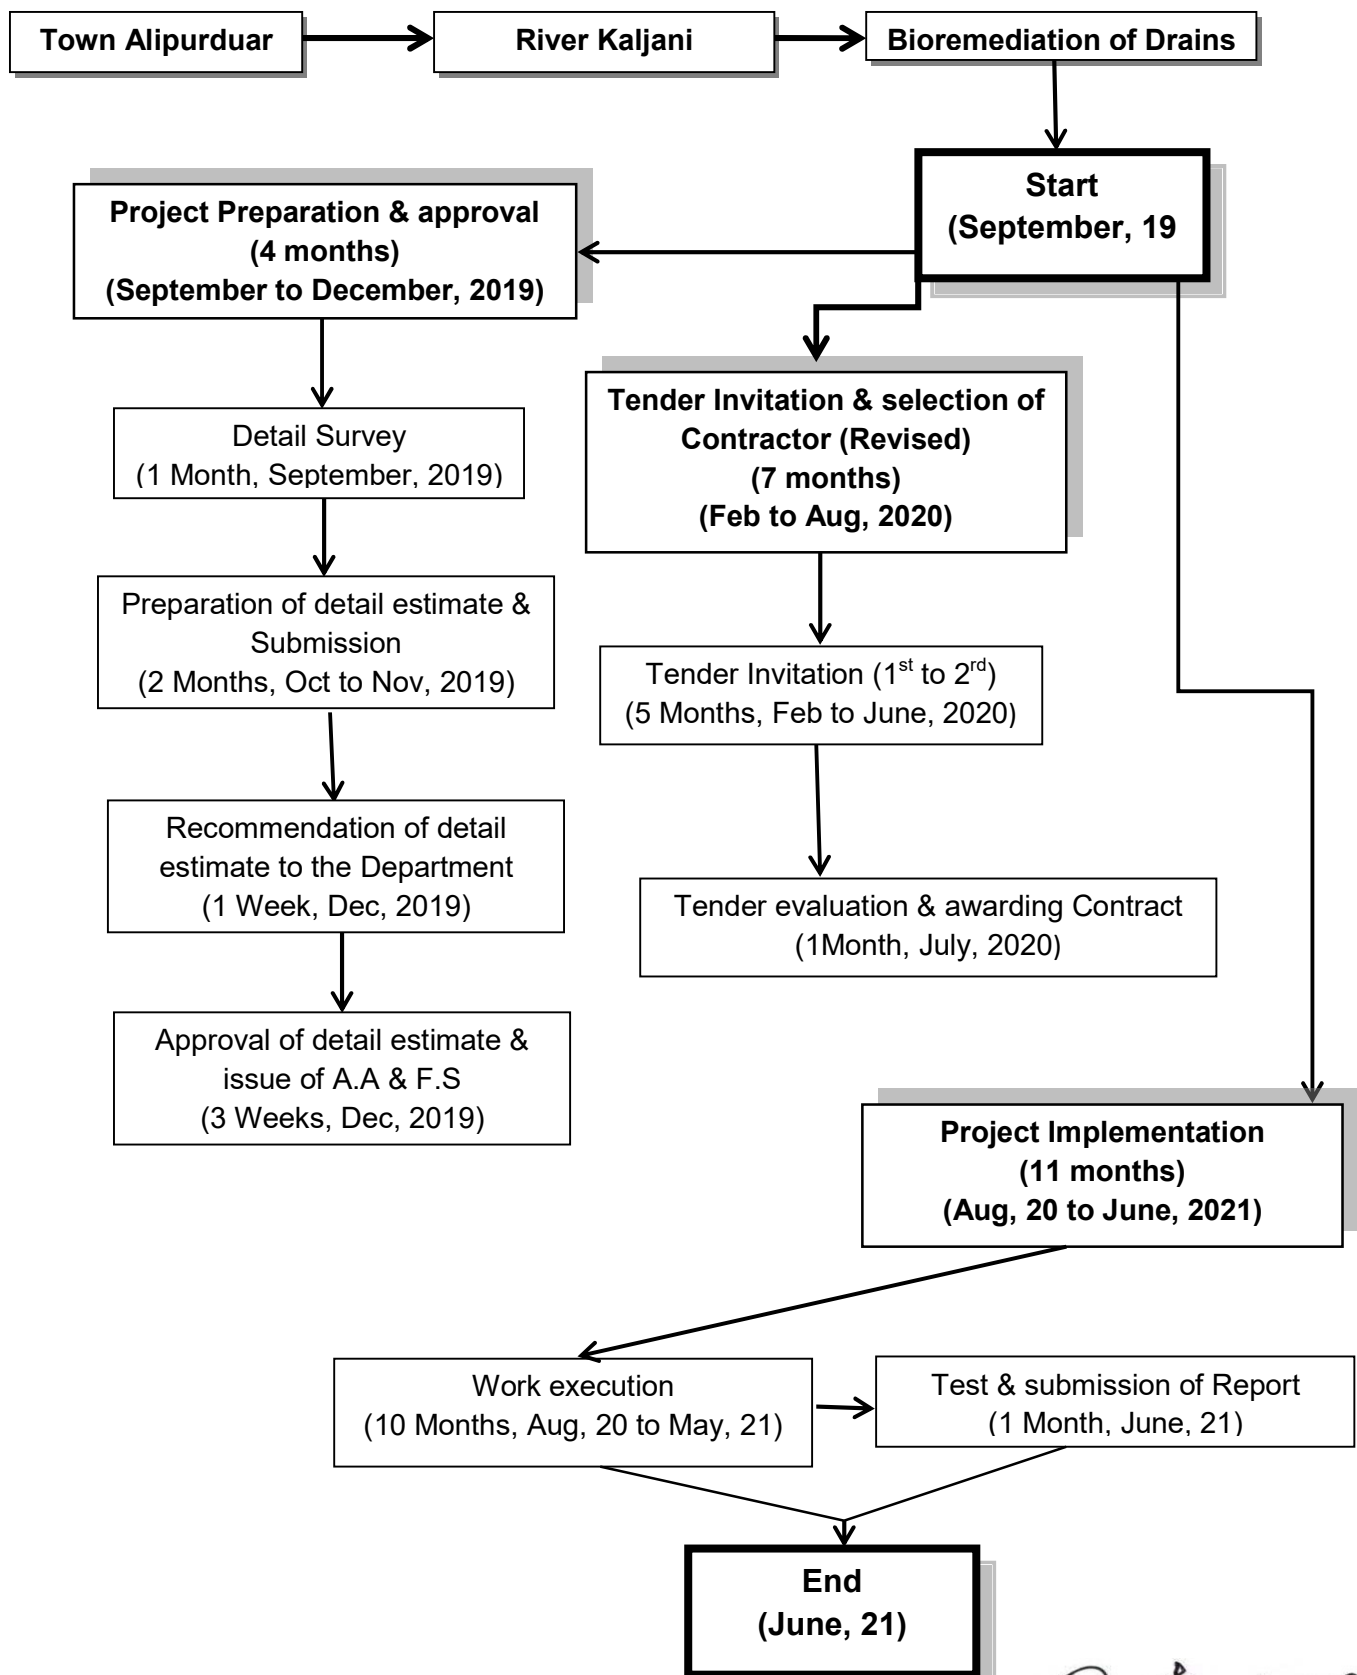 Town Alipurduar
River Kaljani
Bioremediation of Drains
Start
(September, 19
Project Preparation & approval
(4 months)
(September to December, 2019)
Detail Survey
(1 Month, September, 2019)
Preparation of detail estimate &
Submission
(2 Months, Oct to Nov, 2019)
Recommendation of detail
estimate to the Department
(1 Week, Dec, 2019)
Approval of detail estimate &
issue of A.A & F.S
(3 Weeks, Dec, 2019)
Tender Invitation & selection of
Contractor (Revised)
(7 months)
(Feb to Aug, 2020)
Tender Invitation (1st to 2rd)
(5 Months, Feb to June, 2020)
Tender evaluation & awarding Contract
(1Month, July, 2020)
Project Implementation
(11 months)
(Aug, 20 to June, 2021)
Work execution
(10 Months, Aug, 20 to May, 21)
Test & submission of Report
(1 Month, June, 21)
End
(June, 21)